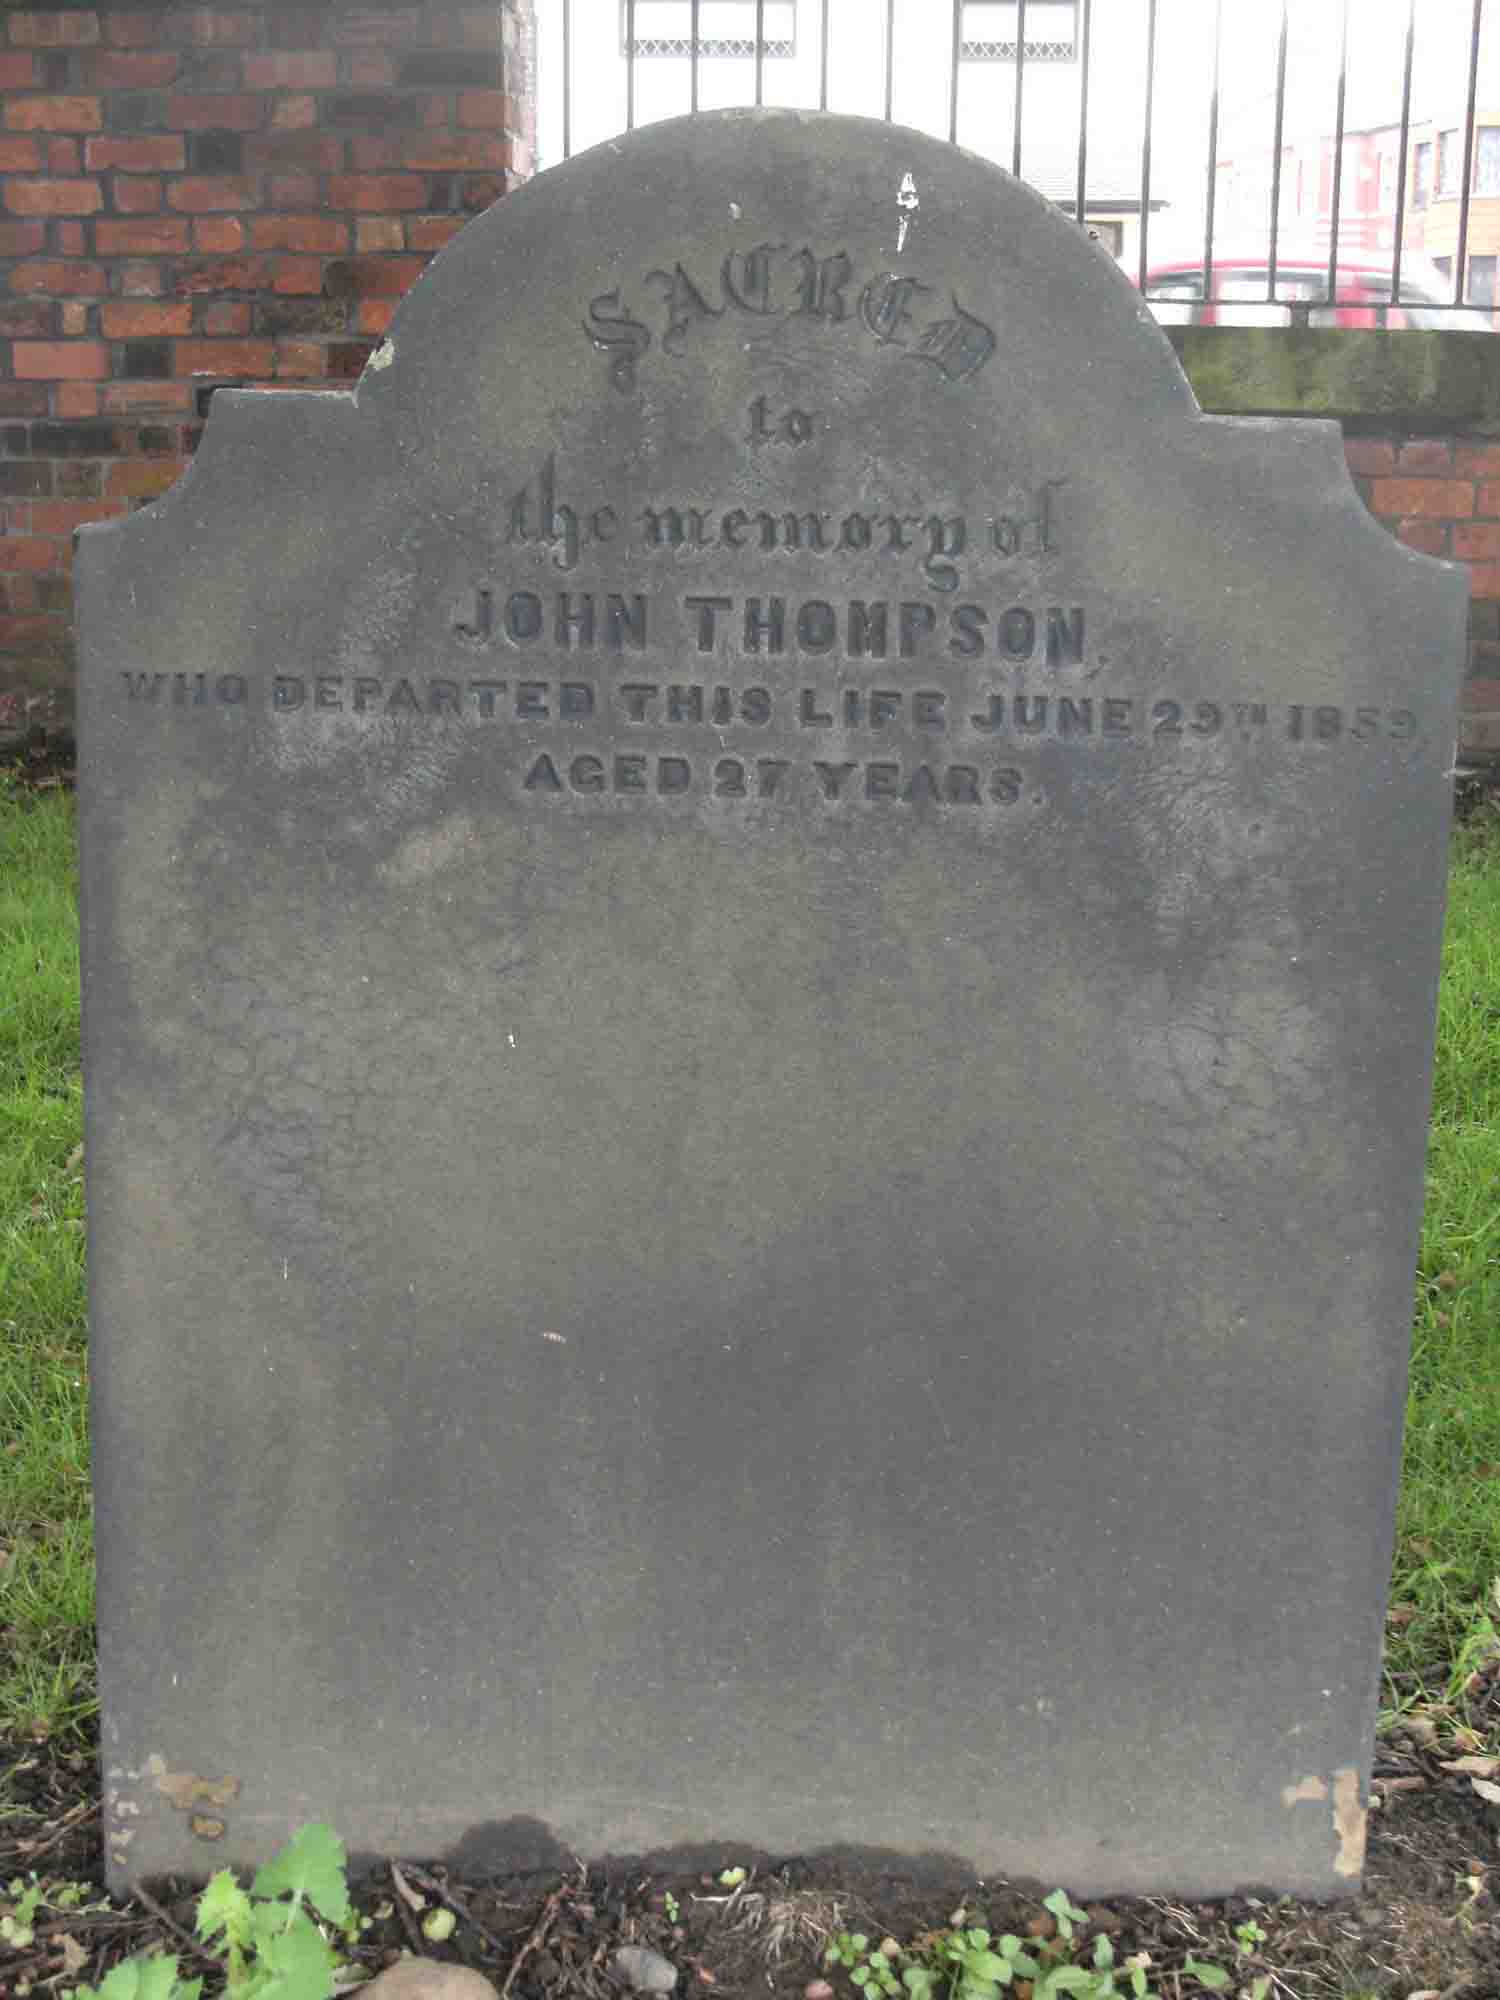 SACRED
to
the memory of
JOHN THOMPSON,
WHO DEPARTED THIS LIFE JUNE 29TH 1859,
AGED 27 YEARS.